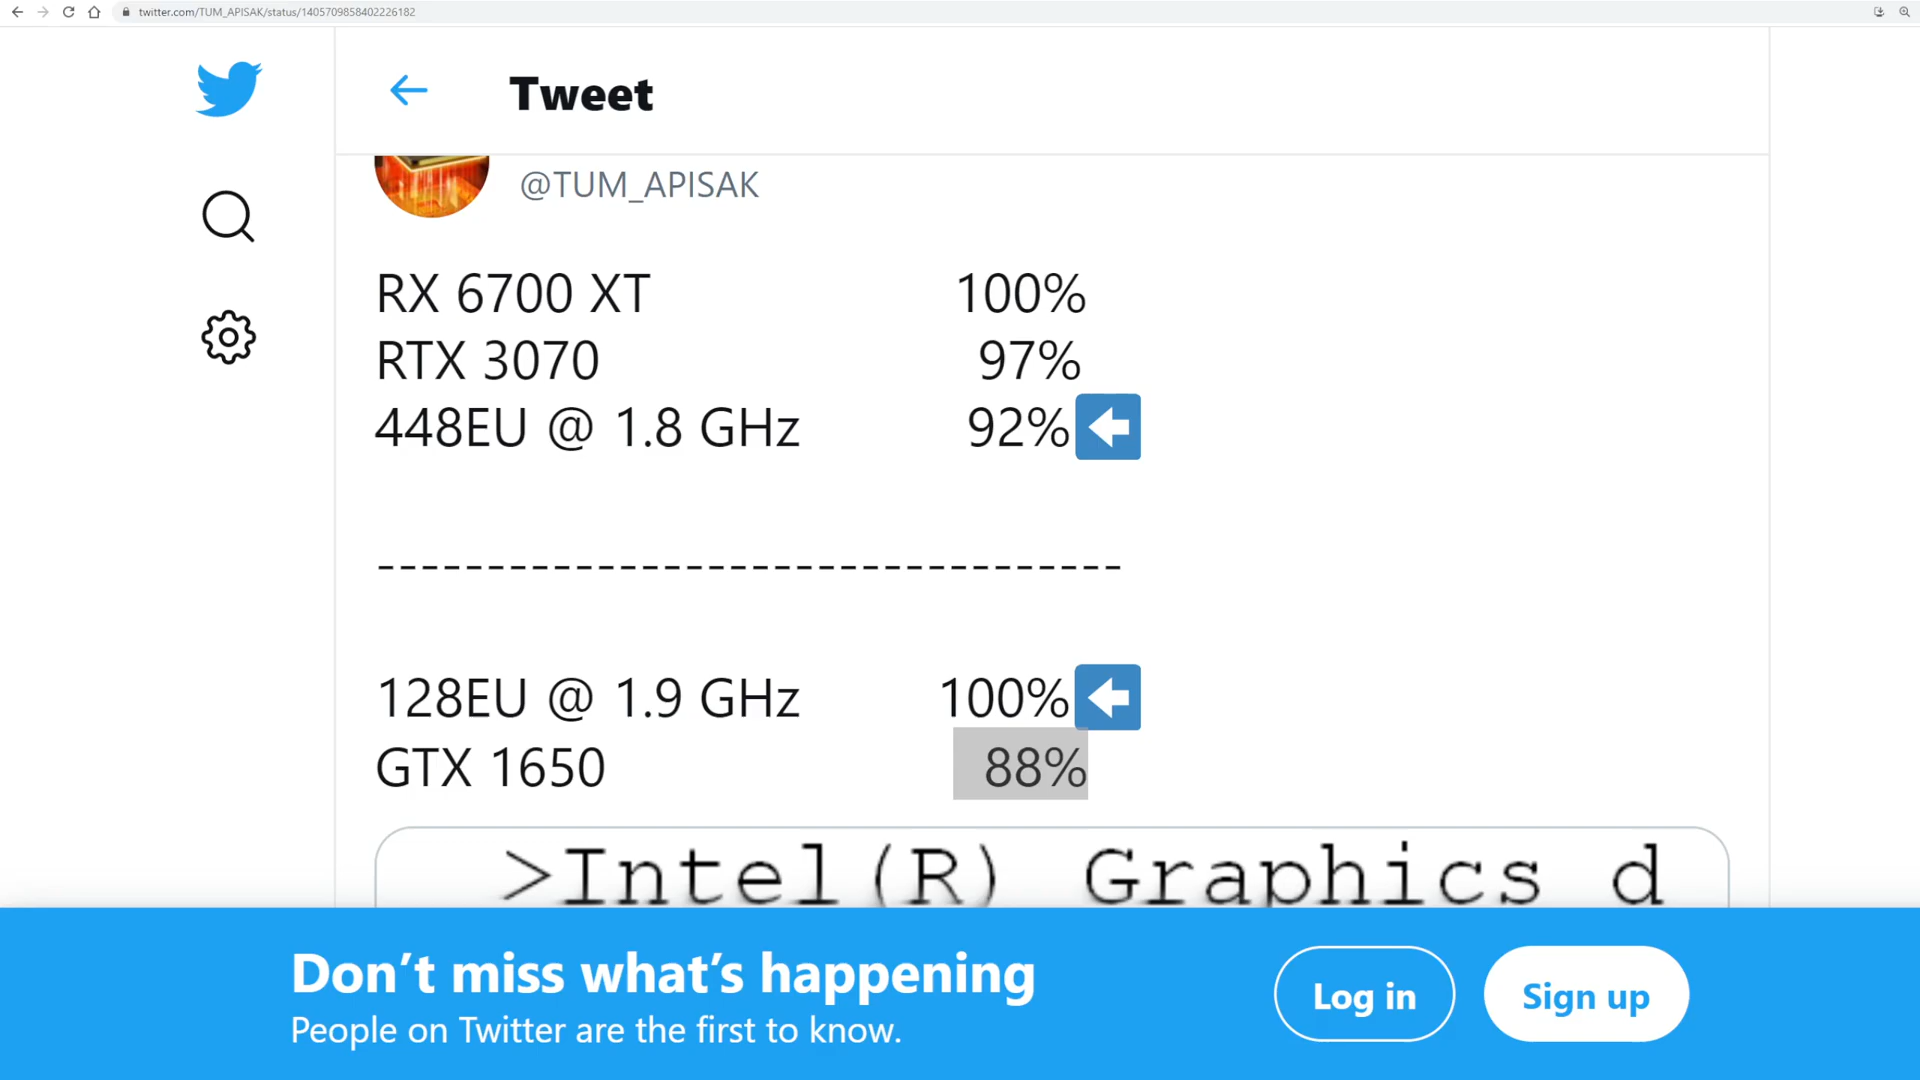 twitter.com/TUM_APISAK/status/1405709858402226182
Tweet
@TUM_APISAK
RX 6700 XT 100%
RTX 3070 97%
448EU @ 1.8 GHz 92%
---------------------------------
128EU @ 1.9 GHz 100%
GTX 1650 88%
>Intel(R) Graphics d
Don’t miss what’s happening
People on Twitter are the first to know.
Log in
Sign up